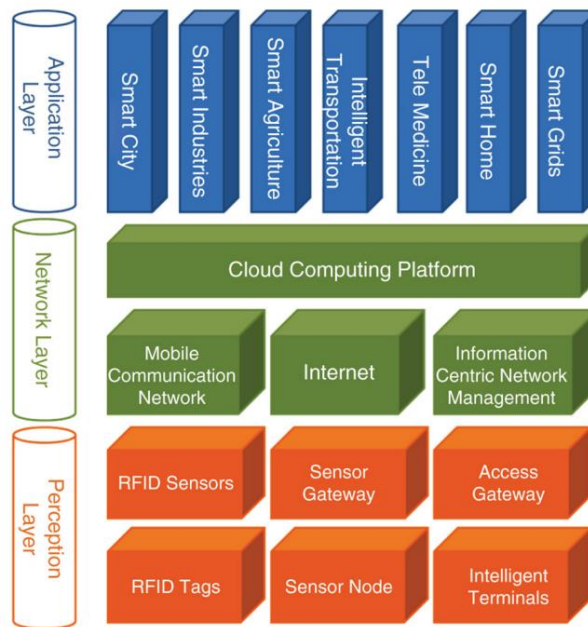 Application
Layer
Smart City
Smart Industries
Smart Agriculture
Intelligent
Transportation
Tele Medicine
Smart Home
Smart Grids
Network Layer
Cloud Computing Platform
Mobile
Communication
Network
Internet
Information
Centric Network
Management
Perception
Layer
RFID Sensors
Sensor
Gateway
Access
Gateway
RFID Tags
Sensor Node
Intelligent
Terminals